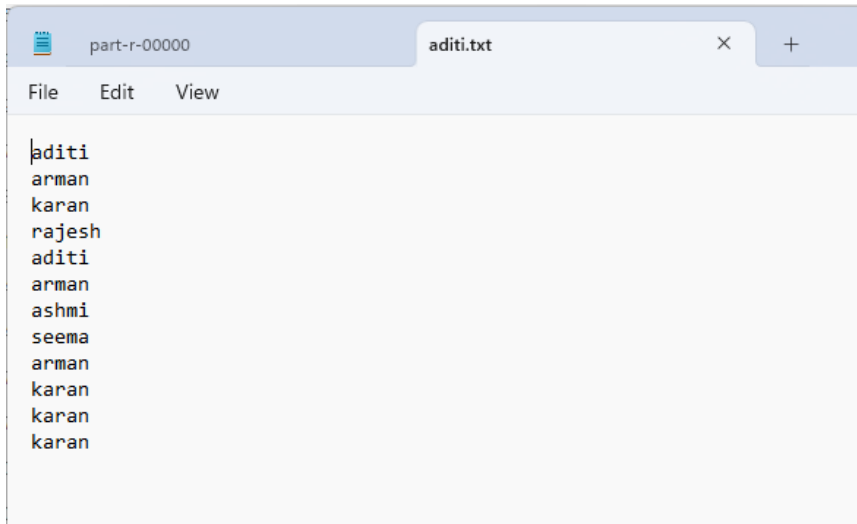 part-r-00000 aditi.txt
File Edit View
aditi
arman
karan
rajesh
aditi
arman
ashmi
seema
arman
karan
karan
karan